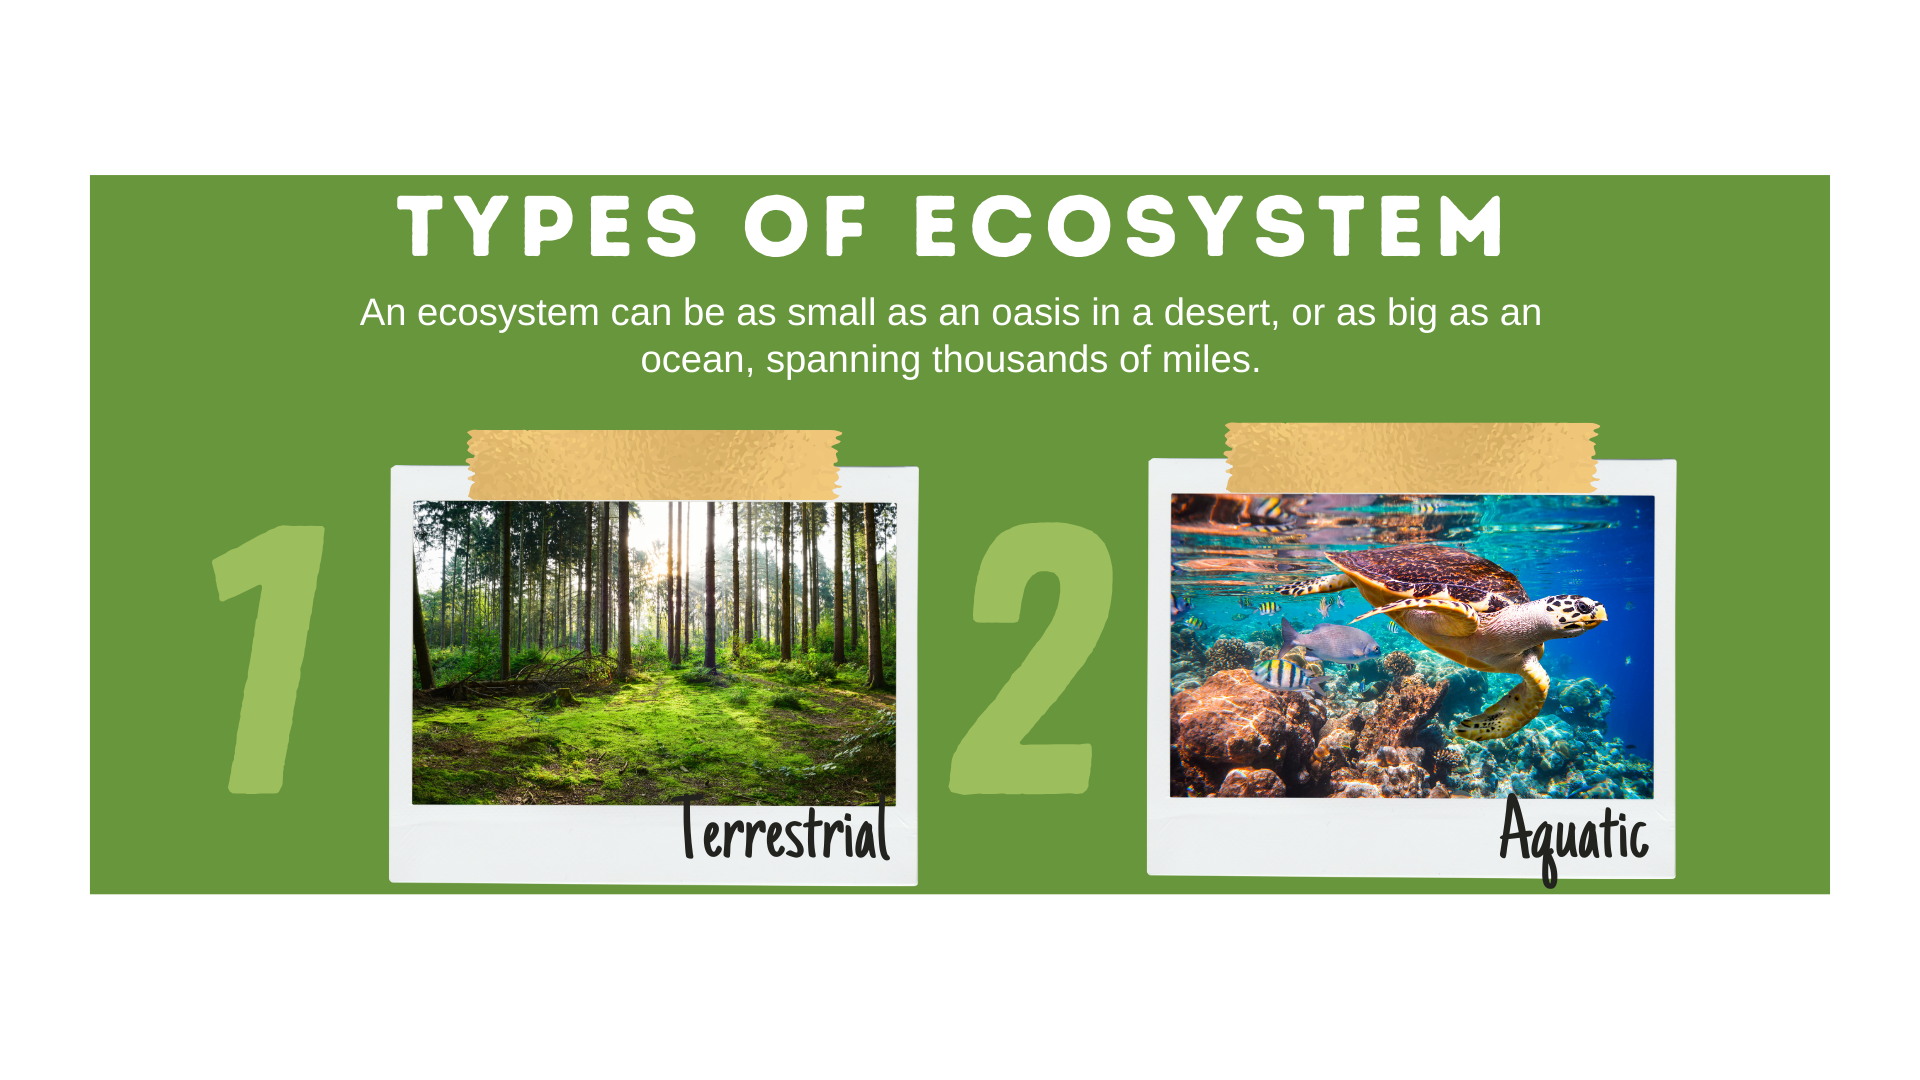 TYPES OF ECOSYSTEM
An ecosystem can be as small as an oasis in a desert, or as big as an
ocean, spanning thousands of miles.
1
2
Terrestrial
Aquatic